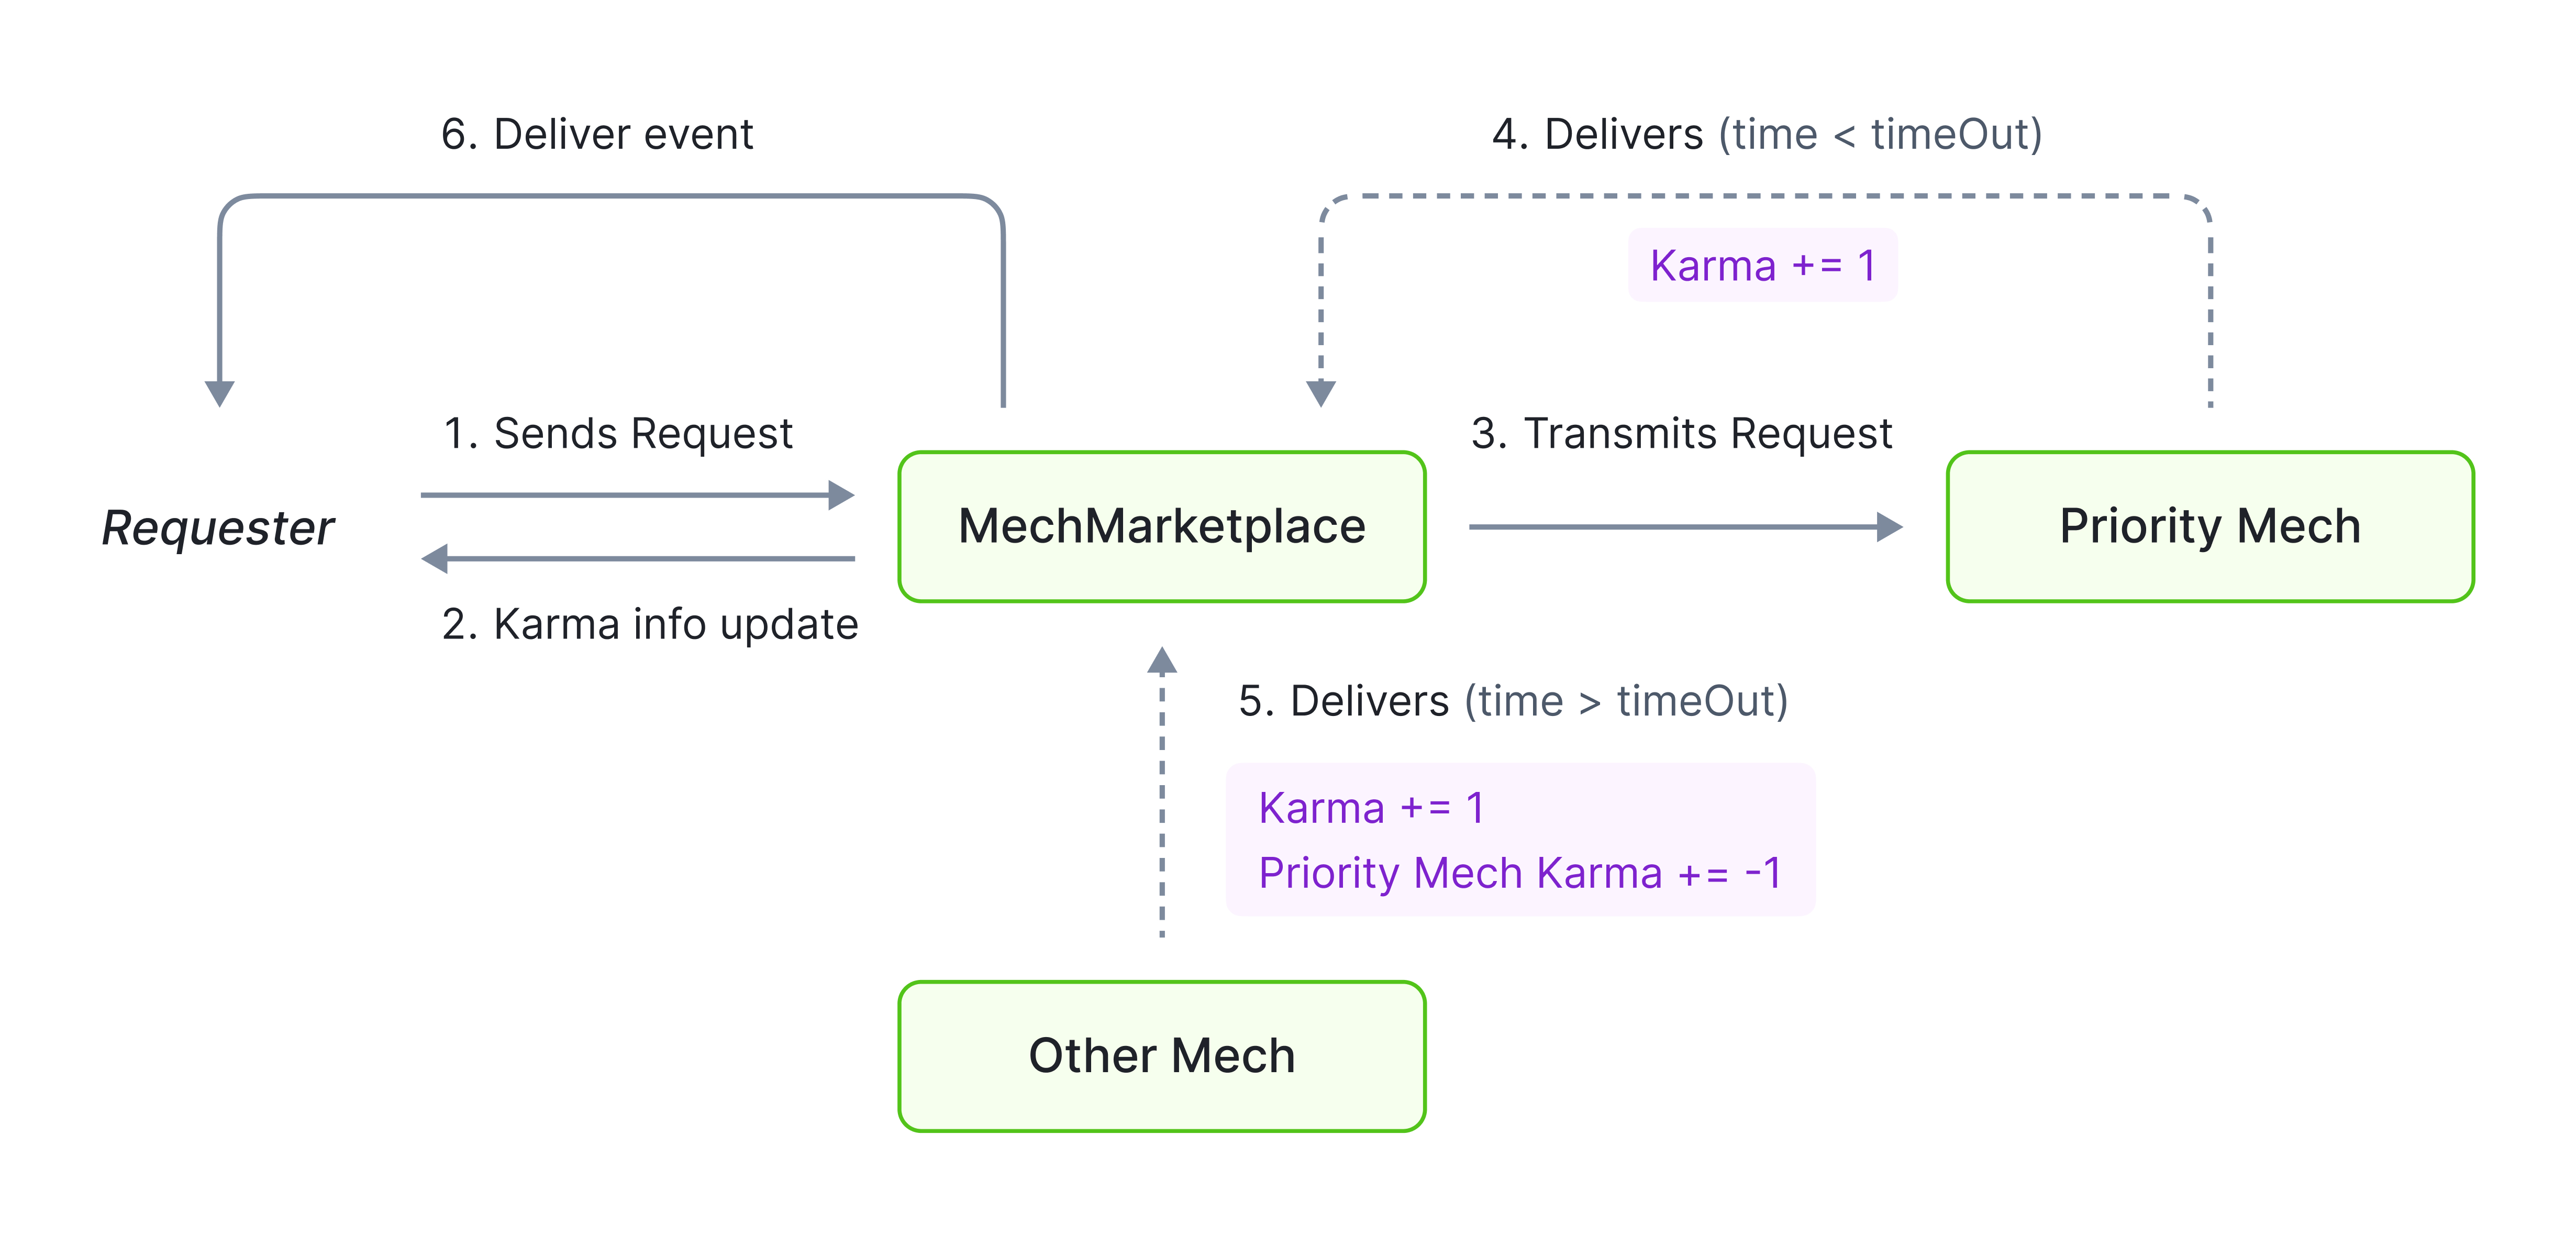 6. Deliver event
4. Delivers (time < timeOut)
Karma += 1
1. Sends Request
3. Transmits Request
Requester
MechMarketplace
Priority Mech
2. Karma info update
5. Delivers (time > timeOut)
Karma += 1
Priority Mech Karma += -1
Other Mech